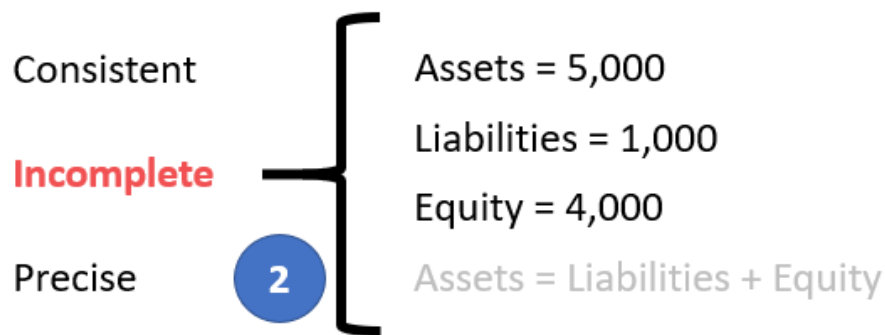 Consistent
Incomplete
Precise
2
Assets = 5,000
Liabilities = 1,000
Equity = 4,000
Assets = Liabilities + Equity